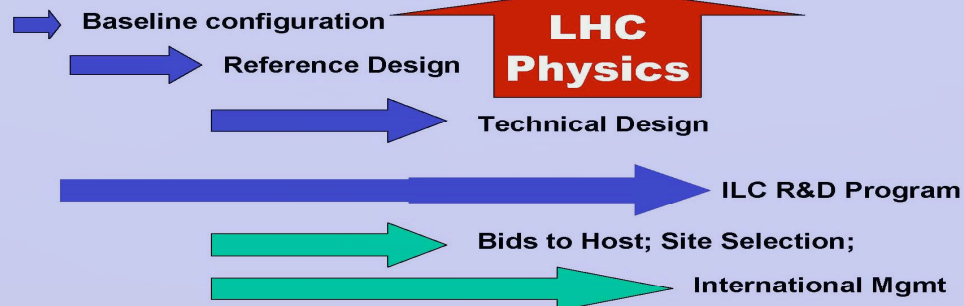 Baseline configuration
LHC
Physics
Reference Design
Technical Design
ILC R&D Program
Bids to Host; Site Selection;
International Mgmt